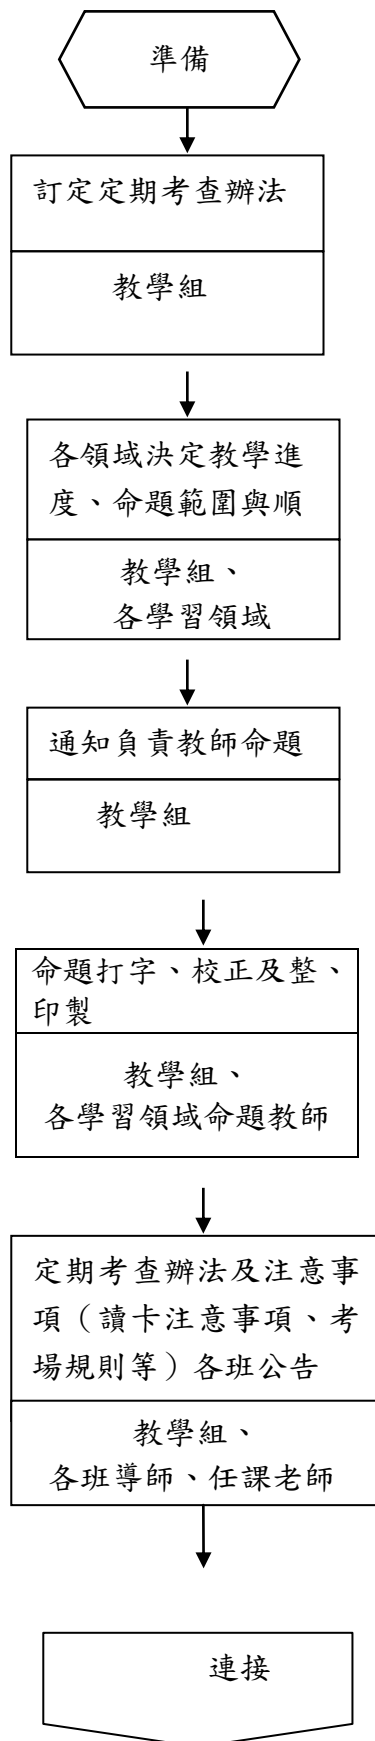 準備
訂定定期考查辦法
教學組
各領域決定教學進
度、命題範圍與順
教學組、
各學習領域
通知負責教師命題
教學組
命題打字、校正及整、
印製
教學組、
各學習領域命題教師
定期考查辦法及注意事
項（讀卡注意事項、考
場規則等）各班公告
教學組、
各班導師、任課老師
連接